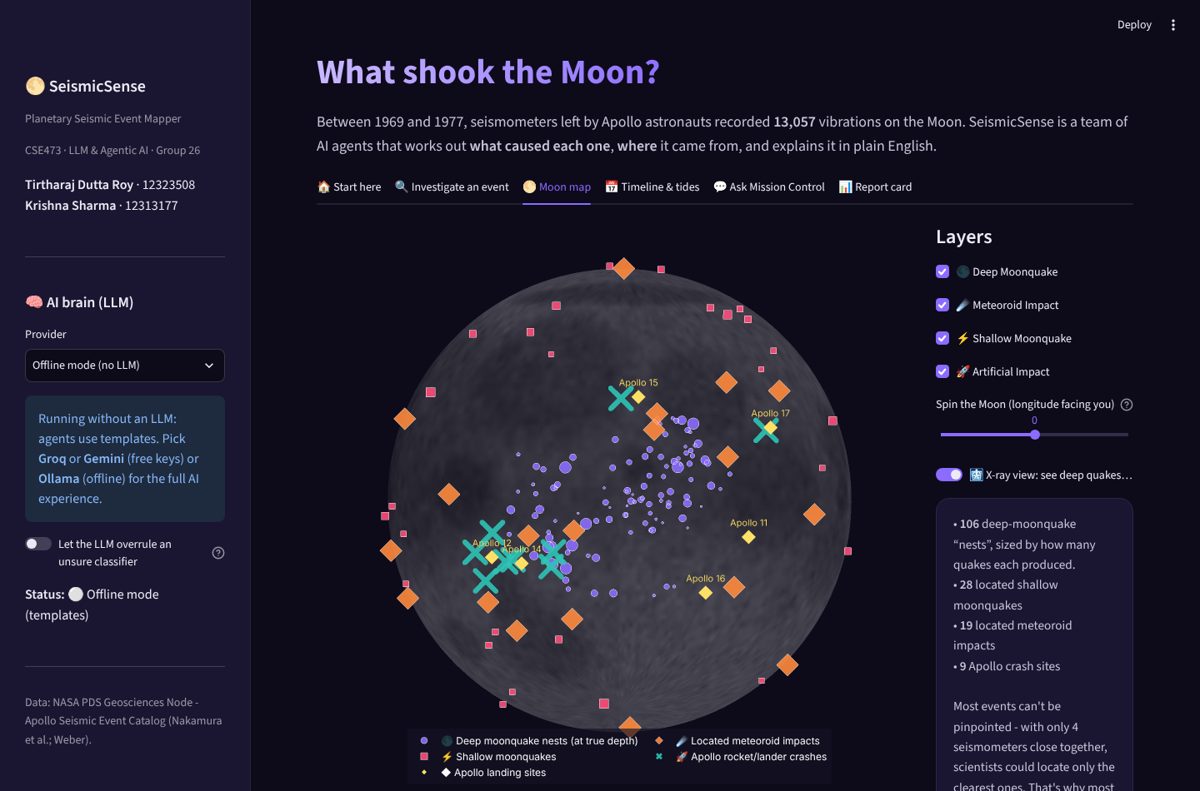 Deploy
SeismicSense
Planetary Seismic Event Mapper
CSE473 · LLM & Agentic AI · Group 26
Tirtharaj Dutta Roy · 12323508
Krishna Sharma · 12313177
AI brain (LLM)
Provider
Offline mode (no LLM)
Running without an LLM:
agents use templates. Pick
Groq or Gemini (free keys) or
Ollama (offline) for the full AI
experience.
Let the LLM overrule an
unsure classifier
Status: Offline mode
(templates)
Data: NASA PDS Geosciences Node -
Apollo Seismic Event Catalog (Nakamura
et al.; Weber).
What shook the Moon?
Between 1969 and 1977, seismometers left by Apollo astronauts recorded 13,057 vibrations on the Moon. SeismicSense is a team of
AI agents that works out what caused each one, where it came from, and explains it in plain English.
Start here
Investigate an event
Moon map
Timeline & tides
Ask Mission Control
Report card
Apollo 15
Apollo 17
Apollo 11
Apollo 12
Apollo 14
Apollo 16
Deep moonquake nests (at true depth)
Located meteoroid impacts
Shallow moonquakes
Apollo rocket/lander crashes
Apollo landing sites
Layers
Deep Moonquake
Meteoroid Impact
Shallow Moonquake
Artificial Impact
Spin the Moon (longitude facing you)
0
X-ray view: see deep quakes…
• 106 deep-moonquake
“nests”, sized by how many
quakes each produced.
• 28 located shallow
moonquakes
• 19 located meteoroid
impacts
• 9 Apollo crash sites
Most events can't be
pinpointed - with only 4
seismometers close together,
scientists could locate only the
clearest ones. That's why most